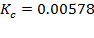 K_c = 0.00578